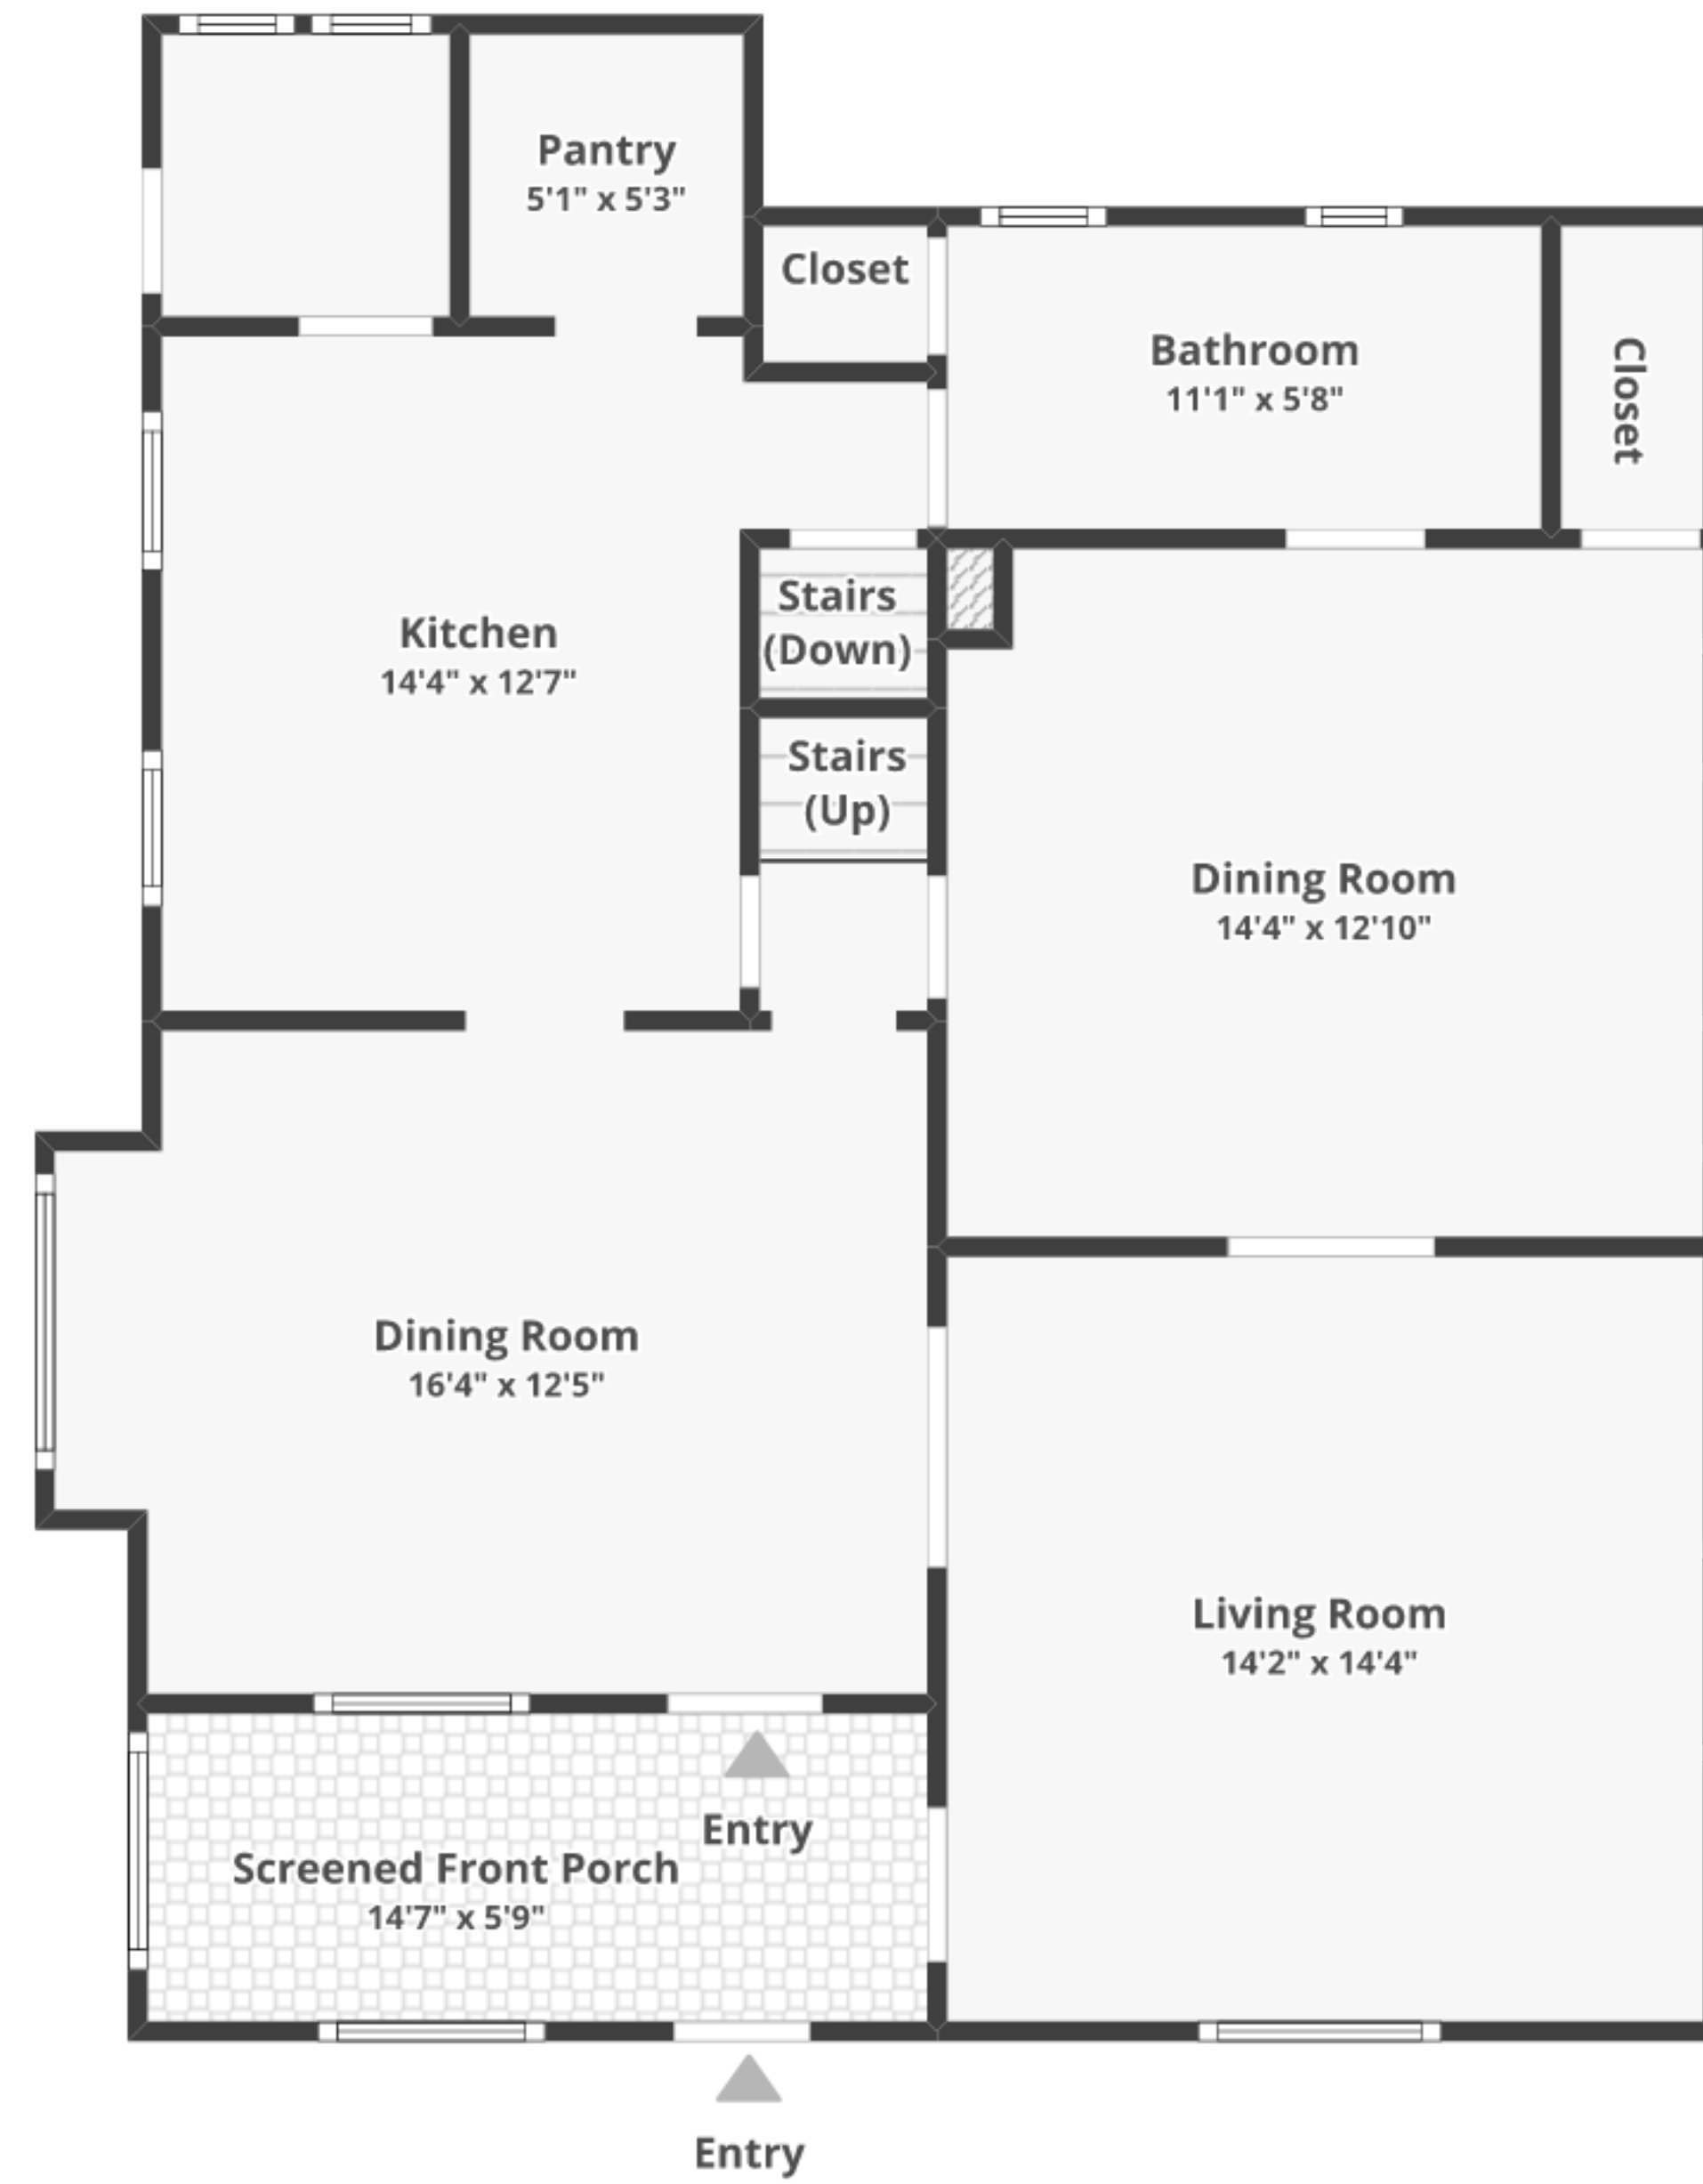 Pantry
5'1" x 5'3"
Closet
Bathroom
11'1" x 5'8"
Closet
Kitchen
14'4" x 12'7"
Stairs
(Down)
Stairs
(Up)
Dining Room
14'4" x 12'10"
Dining Room
16'4" x 12'5"
Living Room
14'2" x 14'4"
Entry
Screened Front Porch
14'7" x 5'9"
Entry